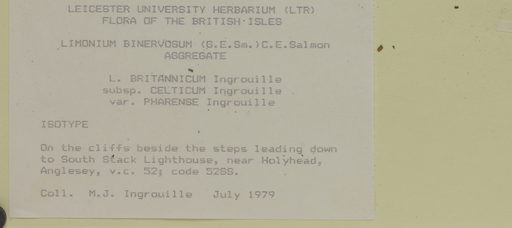 LEICESTER UNIVERSITY HERBARIUM (LTR)
FLORA OF THE BRITISH ISLES
LIMONIUM BINERVOSUM (G.E.Sm.)C.E.Salmon
AGGREGATE
L. BRITANNICUM Ingrouille
subsp. CELTICUM Ingrouille
var. PHARENSE Ingrouille
ISOTYPE
On the cliffs beside the steps leading down
to South Stack Lighthouse, near Holyhead,
Anglesey, v.c. 52; code 52SS.
Coll. M.J. Ingrouille July 1979